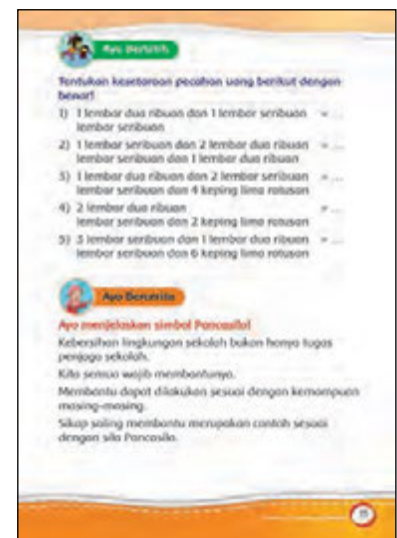 Ayo Berlatih
Tentukan kesetaraan pecahan uang berikut dengan
benar!
1) 1 lembar dua ribuan dan 1 lembar seribuan = ...
lembar seribuan
2) 1 lembar seribuan dan 2 lembar dua ribuan = ...
lembar seribuan dan 1 lembar dua ribuan
3) 1 lembar dua ribuan dan 2 lembar seribuan = ...
lembar seribuan dan 4 keping lima ratusan
4) 2 lembar dua ribuan = ...
lembar seribuan dan 2 keping lima ratusan
5) 3 lembar seribuan dan 1 lembar dua ribuan = ...
lembar seribuan dan 6 keping lima ratusan
Ayo Bercerita
Ayo menjelaskan simbol Pancasila!
Kebersihan lingkungan sekolah bukan hanya tugas
penjaga sekolah.
Kita semua wajib membantunya.
Membantu dapat dilakukan sesuai dengan kemampuan
masing-masing.
Sikap saling membantu merupakan contoh sesuai
dengan sila Pancasila.